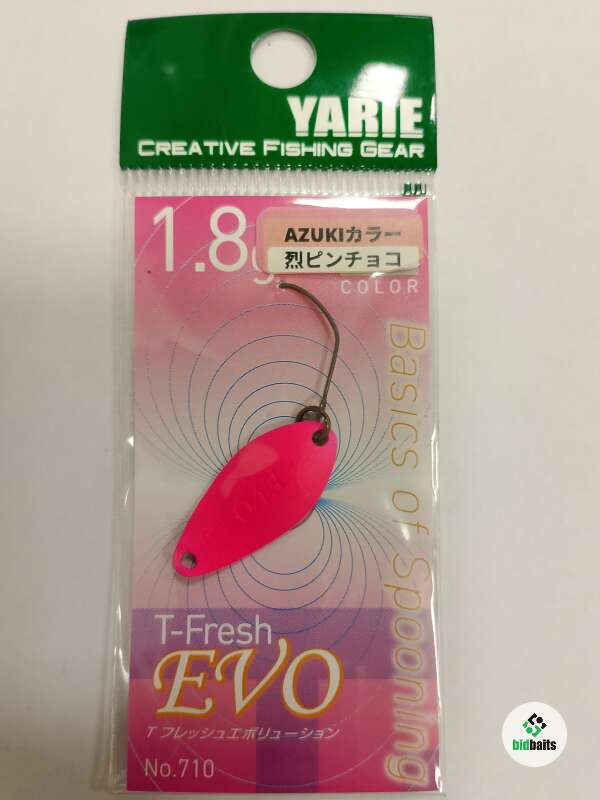 YARIE
CREATIVE FISHING GEAR
1.8g
AZUKIカラー
烈ピンチョコ
COLOR
Basics of Spooning
T-Fresh
EVO
T フレッシュエボリューション
No.710
bidbaits